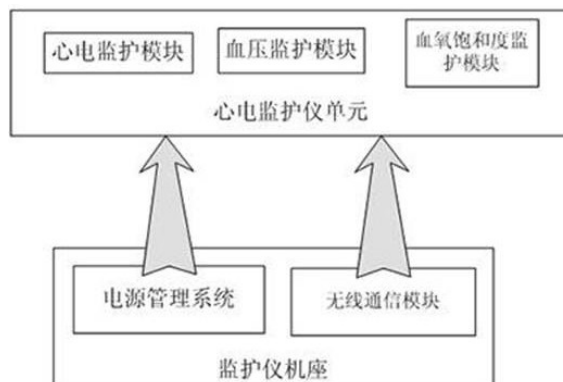 心电监护模块
血压监护模块
血氧饱和度监
护模块
心电监护仪单元
电源管理系统
无线通信模块
监护仪机座